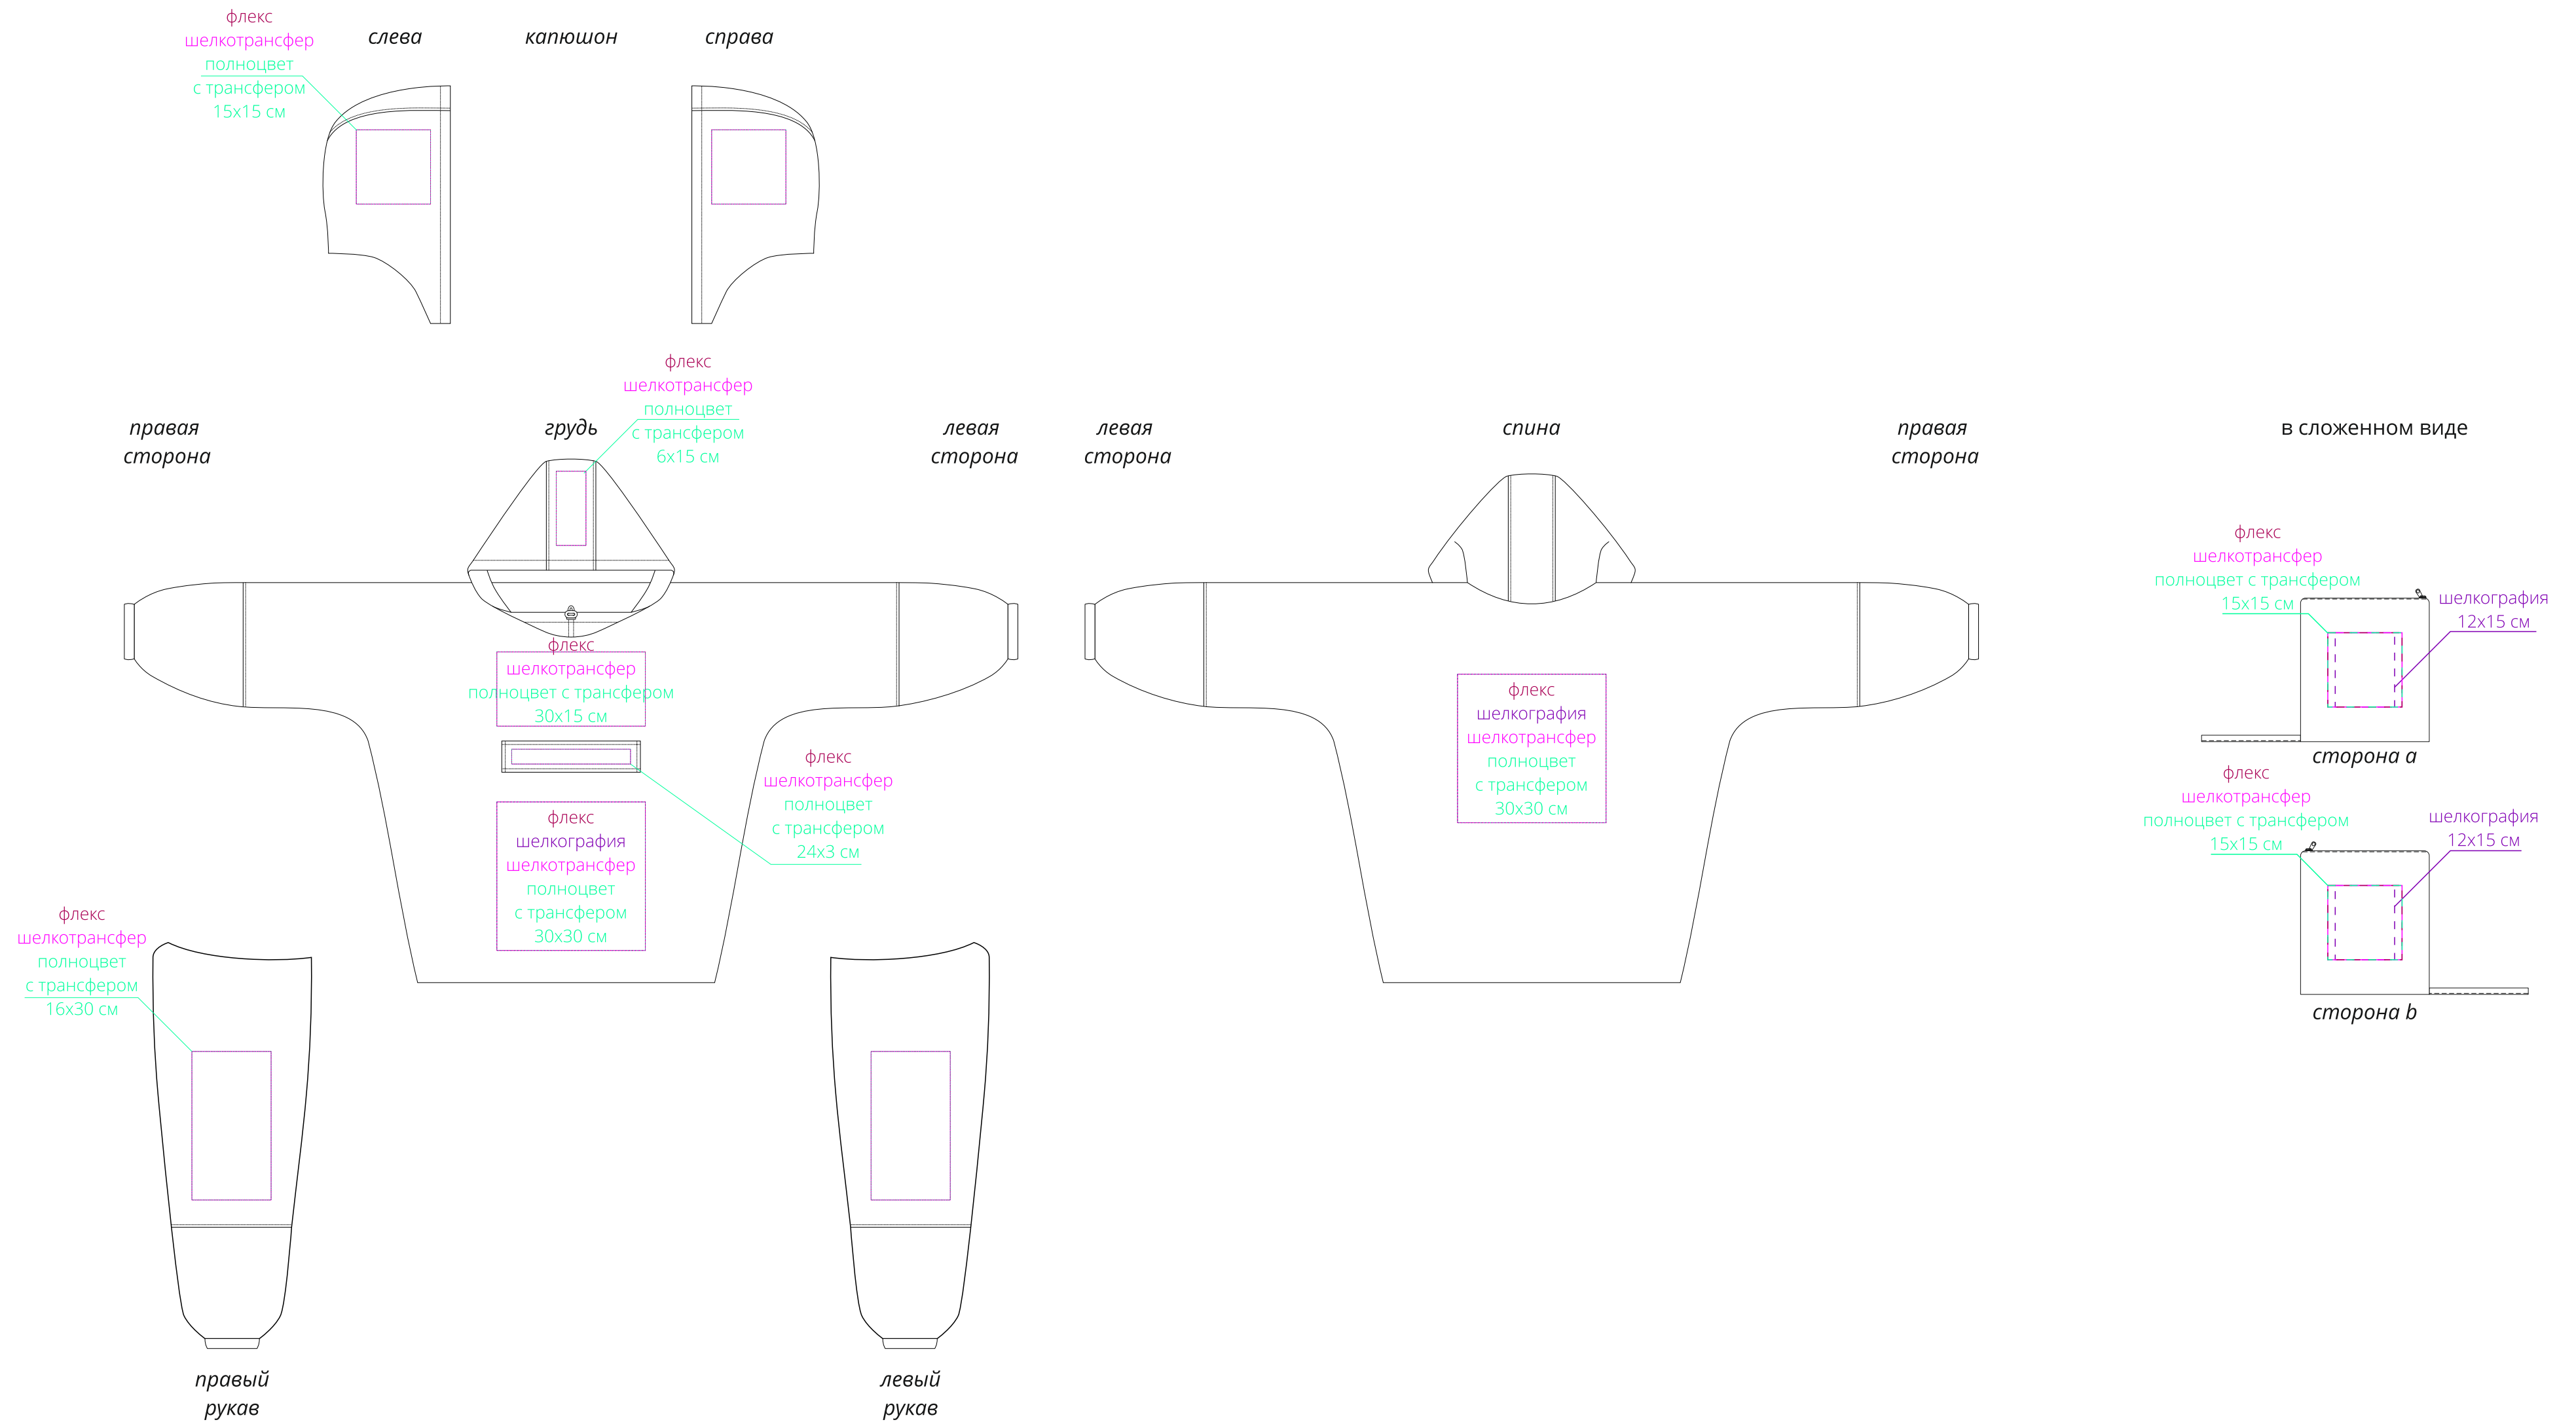 флекс
шелкотрансфер
полноцвет
с трансфером
15х15 см
слева
капюшон
справа
флекс
шелкотрансфер
полноцвет
с трансфером
6х15 см
правая
сторона
грудь
левая
сторона
флекс
шелкотрансфер
полноцвет с трансфером
30х15 см
флекс
шелкотрансфер
полноцвет
с трансфером
24х3 см
флекс
шелкография
шелкотрансфер
полноцвет
с трансфером
30х30 см
флекс
шелкотрансфер
полноцвет
с трансфером
16х30 см
правый
рукав
левый
рукав
левая
сторона
спина
правая
сторона
флекс
шелкография
шелкотрансфер
полноцвет
с трансфером
30х30 см
в сложенном виде
флекс
шелкотрансфер
полноцвет с трансфером
15х15 см
шелкография
12х15 см
сторона a
флекс
шелкотрансфер
полноцвет с трансфером
15х15 см
шелкография
12х15 см
сторона b